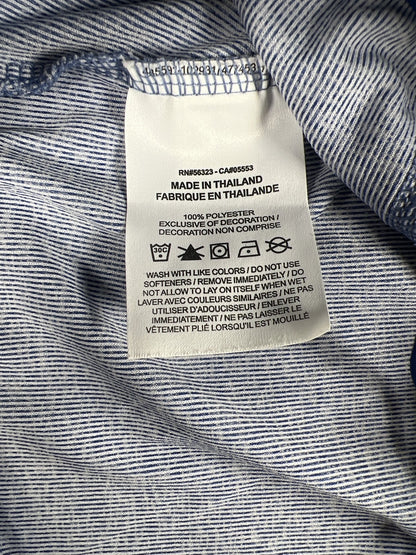 RN#56323 - CA#05553
MADE IN THAILAND
FABRIQUE EN THAILANDE
100% POLYESTER
EXCLUSIVE OF DECORATION /
DECORATION NON COMPRISE
30C
WASH WITH LIKE COLORS / DO NOT USE
SOFTENERS / REMOVE IMMEDIATELY / DO
NOT ALLOW TO LAY ON ITSELF WHEN WET
LAVER AVEC COULEURS SIMILAIRES / NE PAS
UTILISER D'ADOUCISSEUR / ENLEVER
IMMÉDIATEMENT / NE PAS LAISSER LE
VÊTEMENT PLIÉ LORSQU'IL EST MOUILLÉ